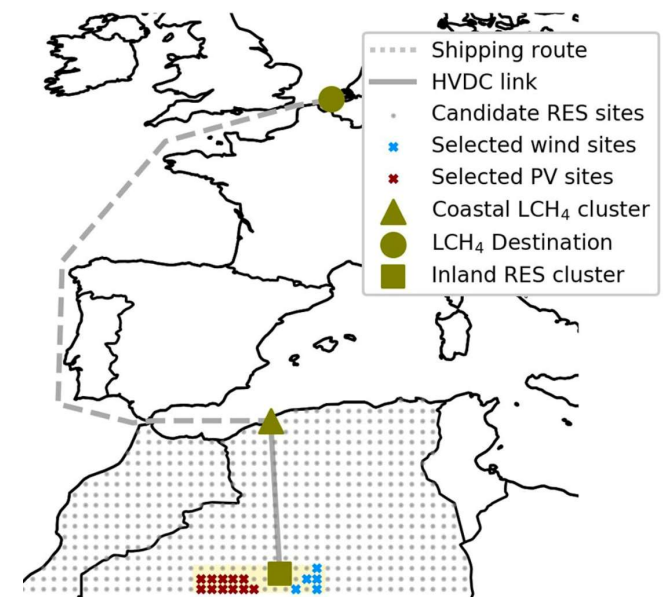 Shipping route
HVDC link
Candidate RES sites
Selected wind sites
Selected PV sites
Coastal LCH₄ cluster
LCH₄ Destination
Inland RES cluster